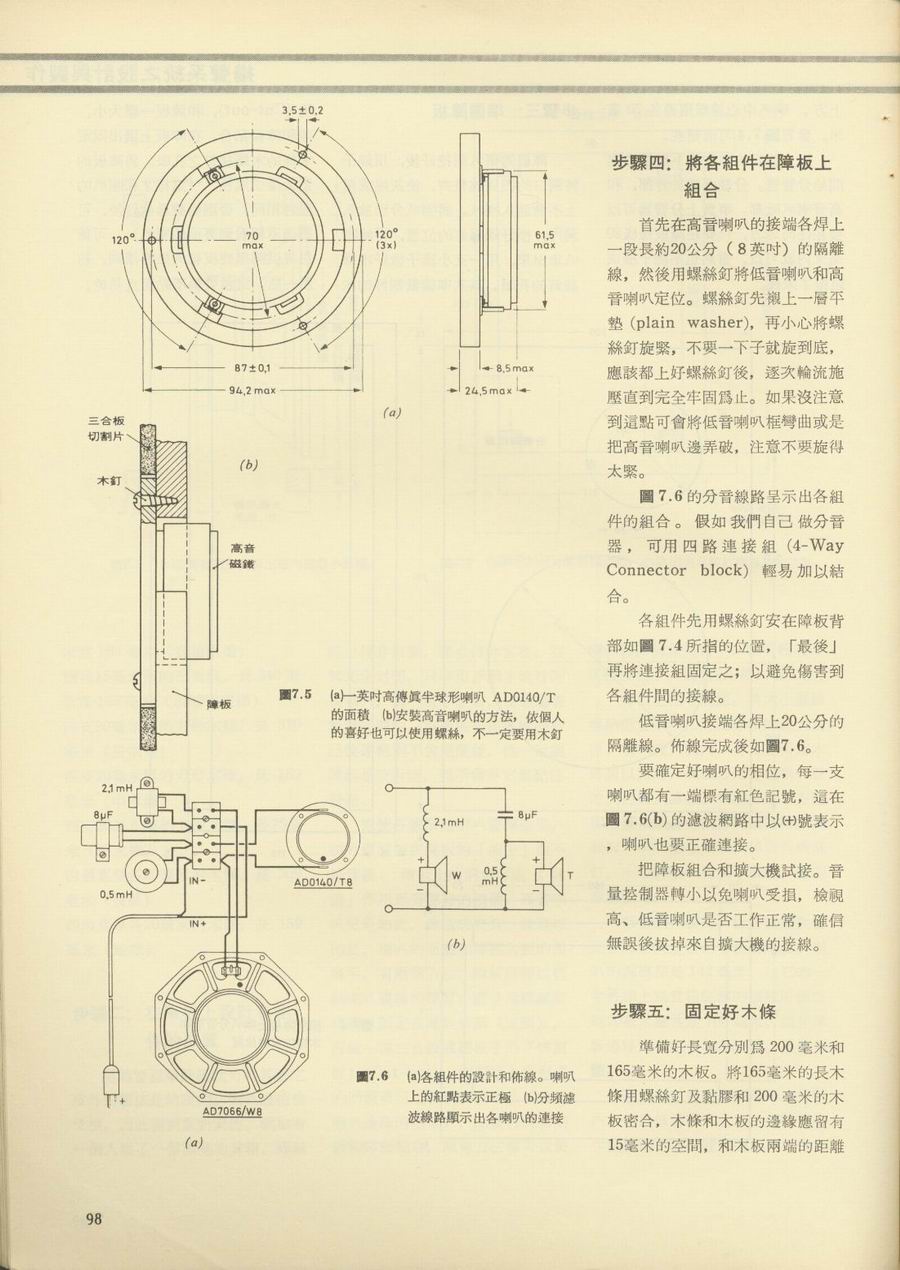 3,5±0,2
120°
70
max
120°
(3x)
61,5
max
87±0,1
8,5max
94,2 max
24,5max
(a)
三合板
切割片
(b)
木釘
高音
磁鐵
障板
圖7.5 (a)一英吋高傳眞半球形喇叭 AD0140/T
的面積 (b)安裝高音喇叭的方法，依個人
的喜好也可以使用螺絲，不一定要用木釘
2,1mH
8μF
0,5mH
IN-
IN+
AD0140/T8
AD7066/W8
+
(a)
2,1mH
8μF
+
W
-
0,5
mH
+
T
-
(b)
圖7.6 (a)各組件的設計和佈線。喇叭
上的紅點表示正極 (b)分頻濾
波線路顯示出各喇叭的連接
步驟四：將各組件在障板上
組合
首先在高音喇叭的接端各焊上
一段長約20公分（8英吋）的隔離
線，然後用螺絲釘將低音喇叭和高
音喇叭定位。螺絲釘先襯上一層平
墊 (plain washer)，再小心將螺
絲釘旋緊，不要一下子就旋到底，
應該都上好螺絲釘後，逐次輪流施
壓直到完全牢固爲止。如果沒注意
到這點可會將低音喇叭框彎曲或是
把高音喇叭邊弄破，注意不要旋得
太緊。
圖 7.6 的分音線路呈示出各組
件的組合。假如我們自己做分音
器，可用四路連接組 (4-Way
Connector block) 輕易加以結
合。
各組件先用螺絲釘安在障板背
部如圖 7.4 所指的位置，「最後」
再將連接組固定之；以避免傷害到
各組件間的接線。
低音喇叭接端各焊上20公分的
隔離線。佈線完成後如圖7.6。
要確定好喇叭的相位，每一支
喇叭都有一端標有紅色記號，這在
圖 7.6(b) 的濾波網路中以(+)號表示
，喇叭也要正確連接。
把障板組合和擴大機試接。音
量控制器轉小以免喇叭受損，檢視
高、低音喇叭是否工作正常，確信
無誤後拔掉來自擴大機的接線。
步驟五：固定好木條
準備好長寬分別爲 200 毫米和
165毫米的木板。將165毫米的長木
條用螺絲釘及黏膠和 200 毫米的木
板密合，木條和木板的邊緣應留有
15毫米的空間，和木板兩端的距離
98